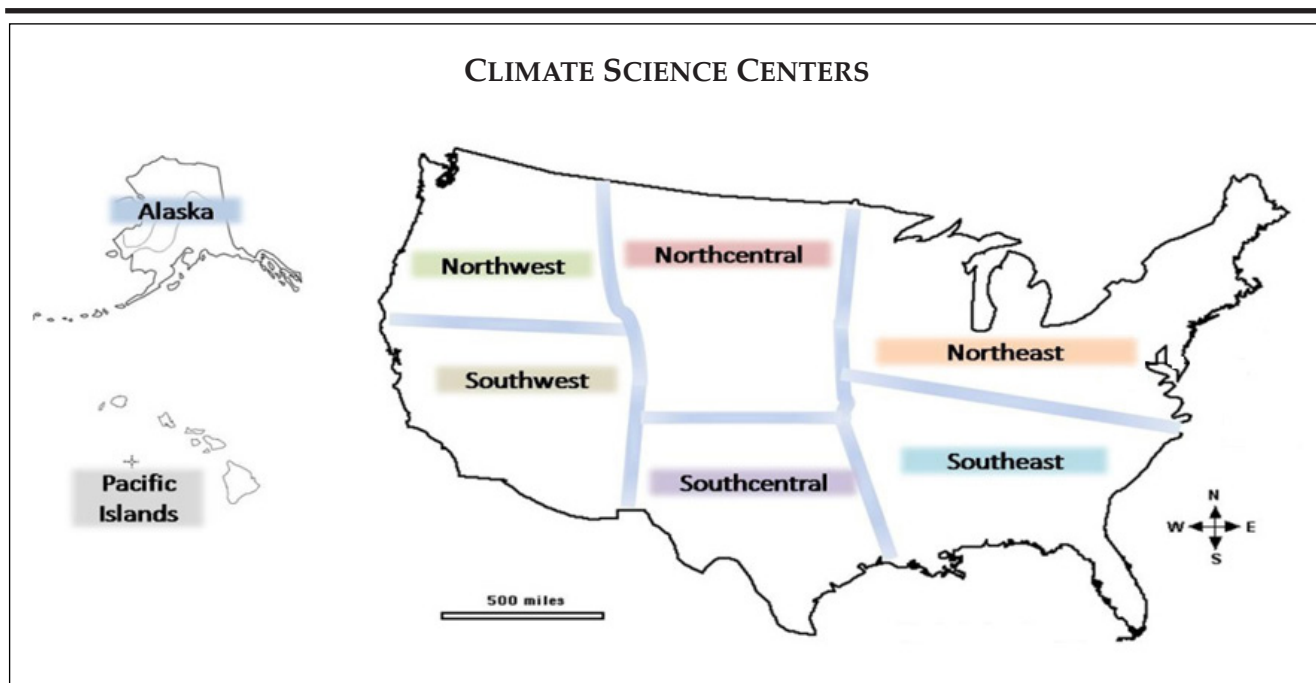 CLIMATE SCIENCE CENTERS
Alaska
Northwest
Northcentral
Northeast
Southwest
Southeast
Pacific
Islands
Southcentral
N
W E
S
500 miles